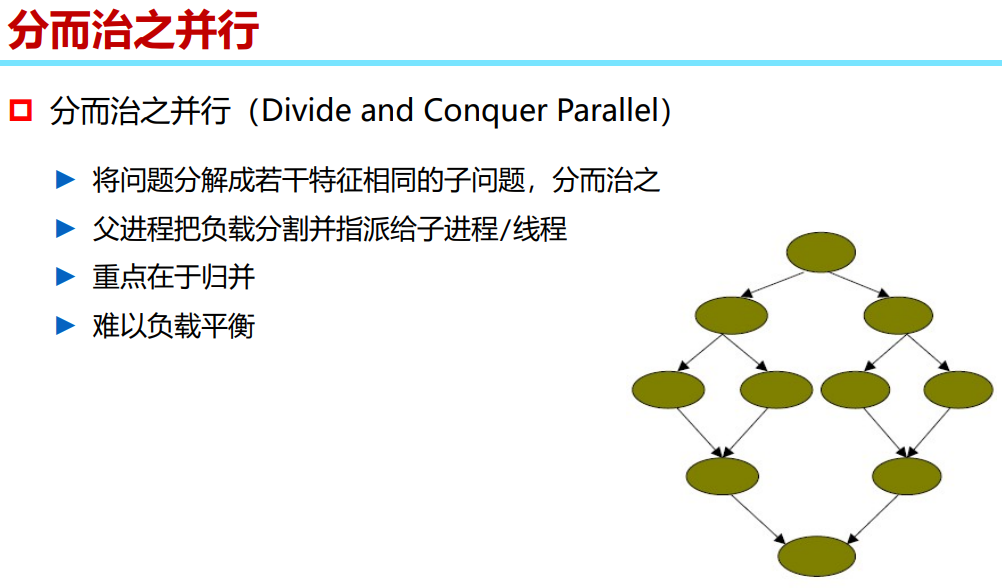 分而治之并行
分而治之并行（Divide and Conquer Parallel）
将问题分解成若干特征相同的子问题，分而治之
父进程把负载分割并指派给子进程/线程
重点在于归并
难以负载平衡